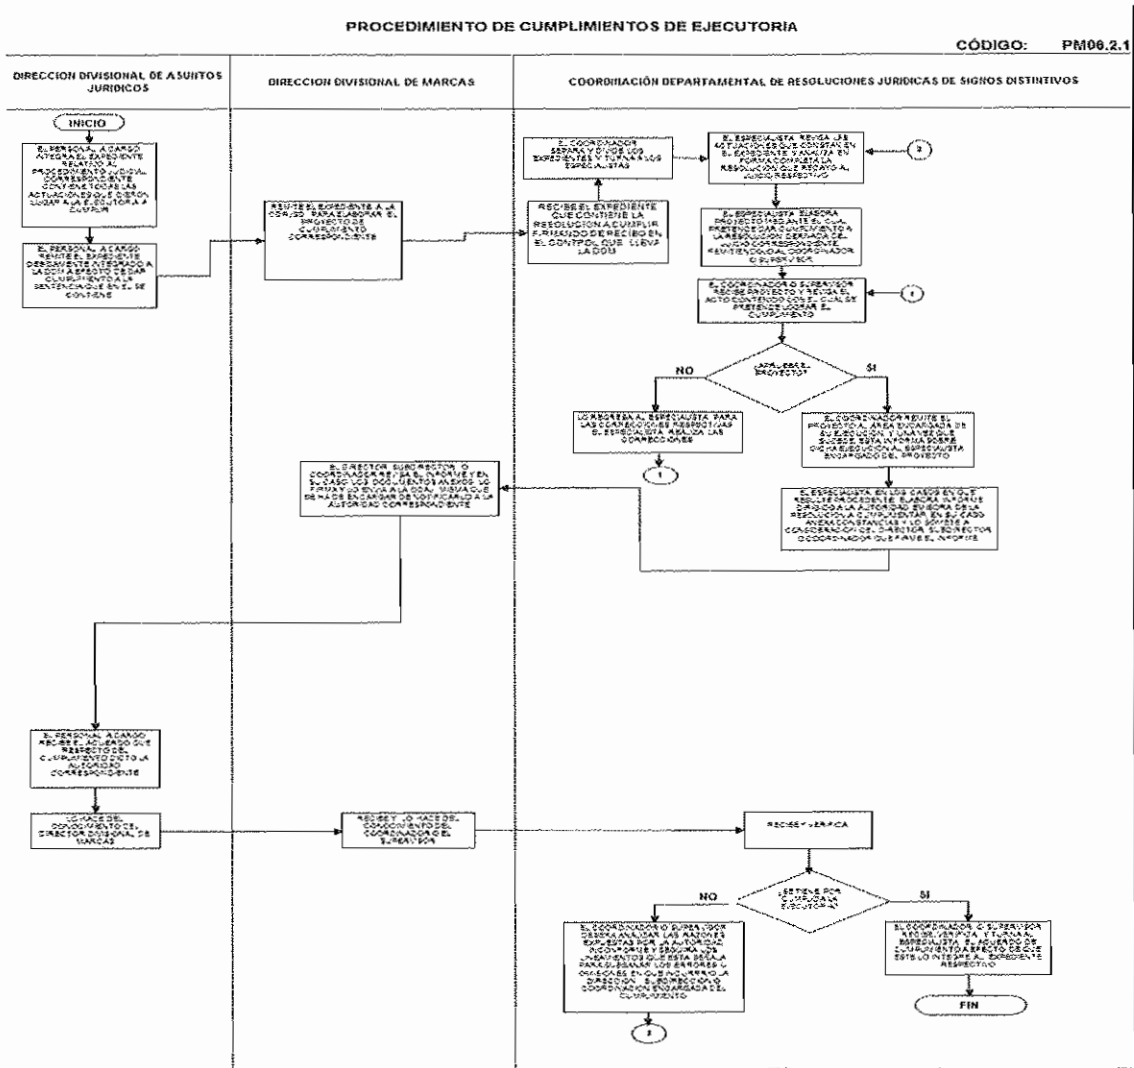 PROCEDIMIENTO DE CUMPLIMIENTOS DE EJECUTORIA
CÓDIGO: PM06.2.1
DIRECCION DIVISIONAL DE ASUNTOS
JURIDICOS
DIRECCION DIVISIONAL DE MARCAS
COORDINACIÓN DEPARTAMENTAL DE RESOLUCIONES JURIDICAS DE SIGNOS DISTINTIVOS
INICIO
EL PERSONAL A CARGO
INTEGRA EL EXPEDIENTE
RELATIVO AL
PROCEDIMIENTO JUDICIAL
CORRESPONDIENTE
CONTIENE TODAS LAS
ACTUACIONES QUE DIERON
LUGAR A LA EJECUTORIA A
CUMPLIR
EL PERSONAL A CARGO
REMITE EL EXPEDIENTE
DEBIDAMENTE INTEGRADO A
LA DDM A EFECTO DE DAR
CUMPLIMIENTO A LA
SENTENCIA QUE EN EL SE
CONTIENE
REMITE EL EXPEDIENTE A LA
PARA ELABORAR EL
PROYECTO DE
CUMPLIMIENTO
CORRESPONDIENTE
EL COORDINADOR
SEPARA Y DIVIDE LOS
EXPEDIENTES Y TURNA A LOS
ESPECIALISTAS
RECIBE EL EXPEDIENTE
QUE CONTIENE LA
RESOLUCION A CUMPLIR
FIRMANDO DE RECIBO EN
EL CONTROL QUE LLEVA
LA DDM
EL ESPECIALISTA REVISA LAS
ACTUACIONES QUE CONSTAN EN
EL EXPEDIENTE Y ANALIZA EN
FORMA COMPLETA LA
RESOLUCION QUE RECAYO AL
JUICIO RESPECTIVO
2
EL ESPECIALISTA ELABORA
PROYECTO MEDIANTE EL CUAL
PRETENDE DAR CUMPLIMIENTO A
LA RESOLUCION DERIVADA DEL
JUICIO CORRESPONDIENTE
REMITIENDOLO AL COORDINADOR
O SUPERVISOR
EL COORDINADOR O SUPERVISOR
RECIBE PROYECTO Y REVISA EL
ACTO CONTENIDO CON EL CUAL SE
PRETENDE LOGRAR EL
CUMPLIMIENTO
1
¿APRUEBA EL
PROYECTO?
NO
SI
LO REGRESA AL ESPECIALISTA PARA
LAS CORRECCIONES RESPECTIVAS
EL ESPECIALISTA REALIZA LAS
CORRECCIONES
1
EL COORDINADOR REMITE EL
PROYECTO AL ÁREA ENCARGADA DE
SU EJECUCIÓN Y UNA VEZ QUE
SUCEDE, ESTA INFORMA SOBRE
DICHA EJECUCION AL ESPECIALISTA
ENCARGADO DEL PROYECTO
EL ESPECIALISTA, EN LOS CASOS EN QUE
RESULTE PROCEDENTE, ELABORA INFORME
DIRIGIDO A LA AUTORIDAD EMISORA DE LA
RESOLUCION A CUMPLIMENTAR, EN SU CASO
ANEXA CONSTANCIAS Y LO SOMETE A
CONSIDERACION DEL DIRECTOR, SUBDIRECTOR
O COORDINADOR QUE FIRME EL INFORME
EL DIRECTOR, SUBDIRECTOR O
COORDINADOR REVISA EL INFORME Y EN
SU CASO LOS DOCUMENTOS ANEXOS, LO
FIRMA Y LO ENVIA A LA DDAJ, MISMA QUE
SE HA DE ENCARGAR DE NOTIFICARLO A LA
AUTORIDAD CORRESPONDIENTE
EL PERSONAL A CARGO
RECIBE EL ACUERDO QUE
RESPECTO DEL
CUMPLIMIENTO DICTO LA
AUTORIDAD
CORRESPONDIENTE
LO HACE DEL
CONOCIMIENTO DEL
DIRECTOR DIVISIONAL DE
MARCAS
RECIBE Y LO HACE DEL
CONOCIMIENTO DEL
COORDINADOR O EL
SUPERVISOR
RECIBE Y VERIFICA
¿SE TIENE POR
CUMPLIDA LA
EJECUTORIA?
NO
SI
EL COORDINADOR O SUPERVISOR
DEBERA ANALIZAR LAS RAZONES
EXPUESTAS POR LA AUTORIDAD
INCONFORME Y SEGUIRA LOS
LINEAMIENTOS QUE ESTA SEÑALA
PARA SUBSANAR LOS ERRORES U
OMISIONES EN QUE INCURRIO LA
DIRECCION, SUBDIRECCION O
COORDINACION ENCARGADA DEL
CUMPLIMIENTO
2
EL COORDINADOR O SUPERVISOR
RECIBE, VERIFICA Y TURNA AL
ESPECIALISTA EL ACUERDO DE
CUMPLIMIENTO A EFECTO DE QUE
ESTE LO INTEGRE AL EXPEDIENTE
RESPECTIVO
FIN